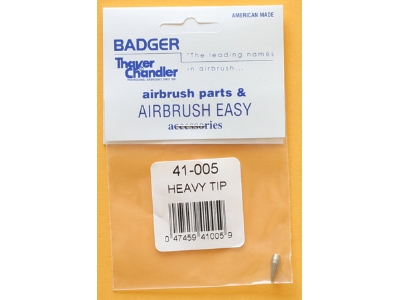 AMERICAN MADE
BADGER
Thayer
Chandler
"The leading names
in airbrush...
airbrush parts &
AIRBRUSH EASY
accessories
41-005
HEAVY TIP
0 47459 41005 9